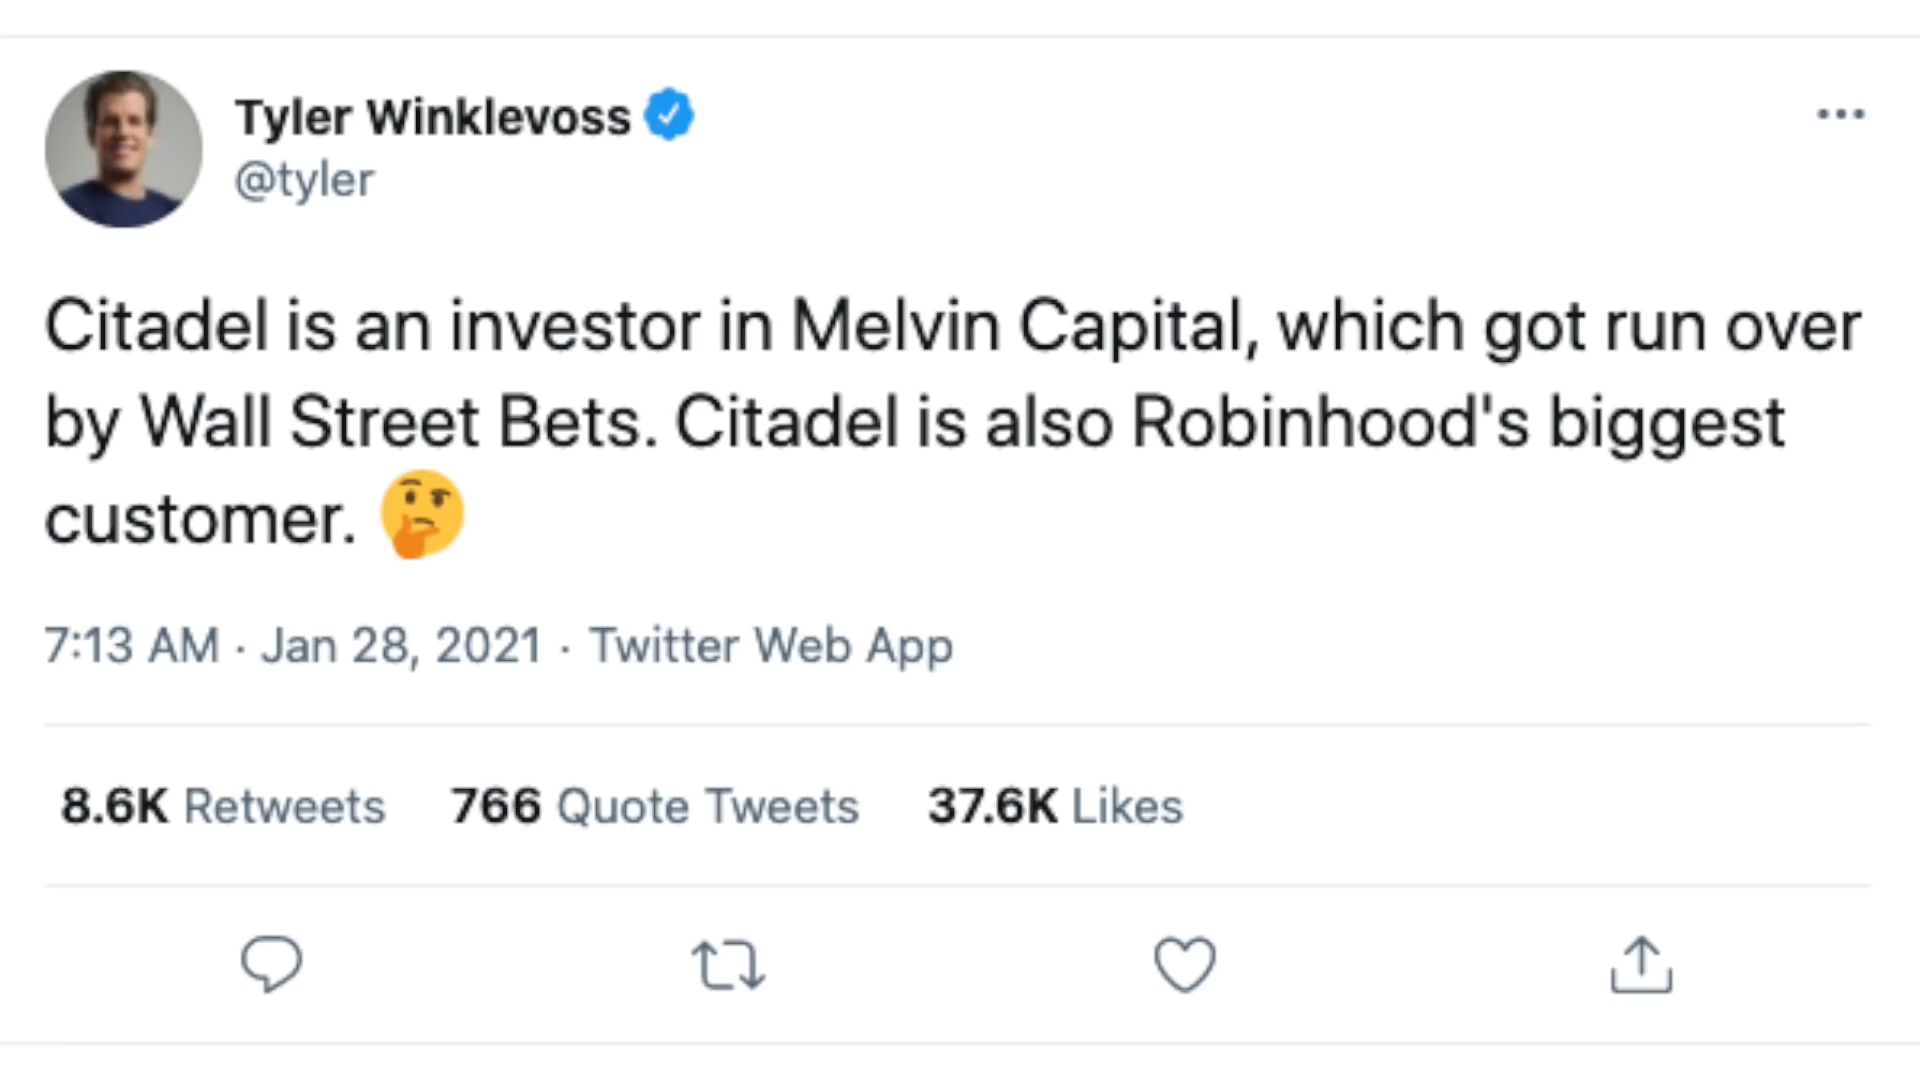 Tyler Winklevoss
@tyler
Citadel is an investor in Melvin Capital, which got run over
by Wall Street Bets. Citadel is also Robinhood's biggest
customer. 🤔
7:13 AM · Jan 28, 2021 · Twitter Web App
8.6K Retweets 766 Quote Tweets 37.6K Likes